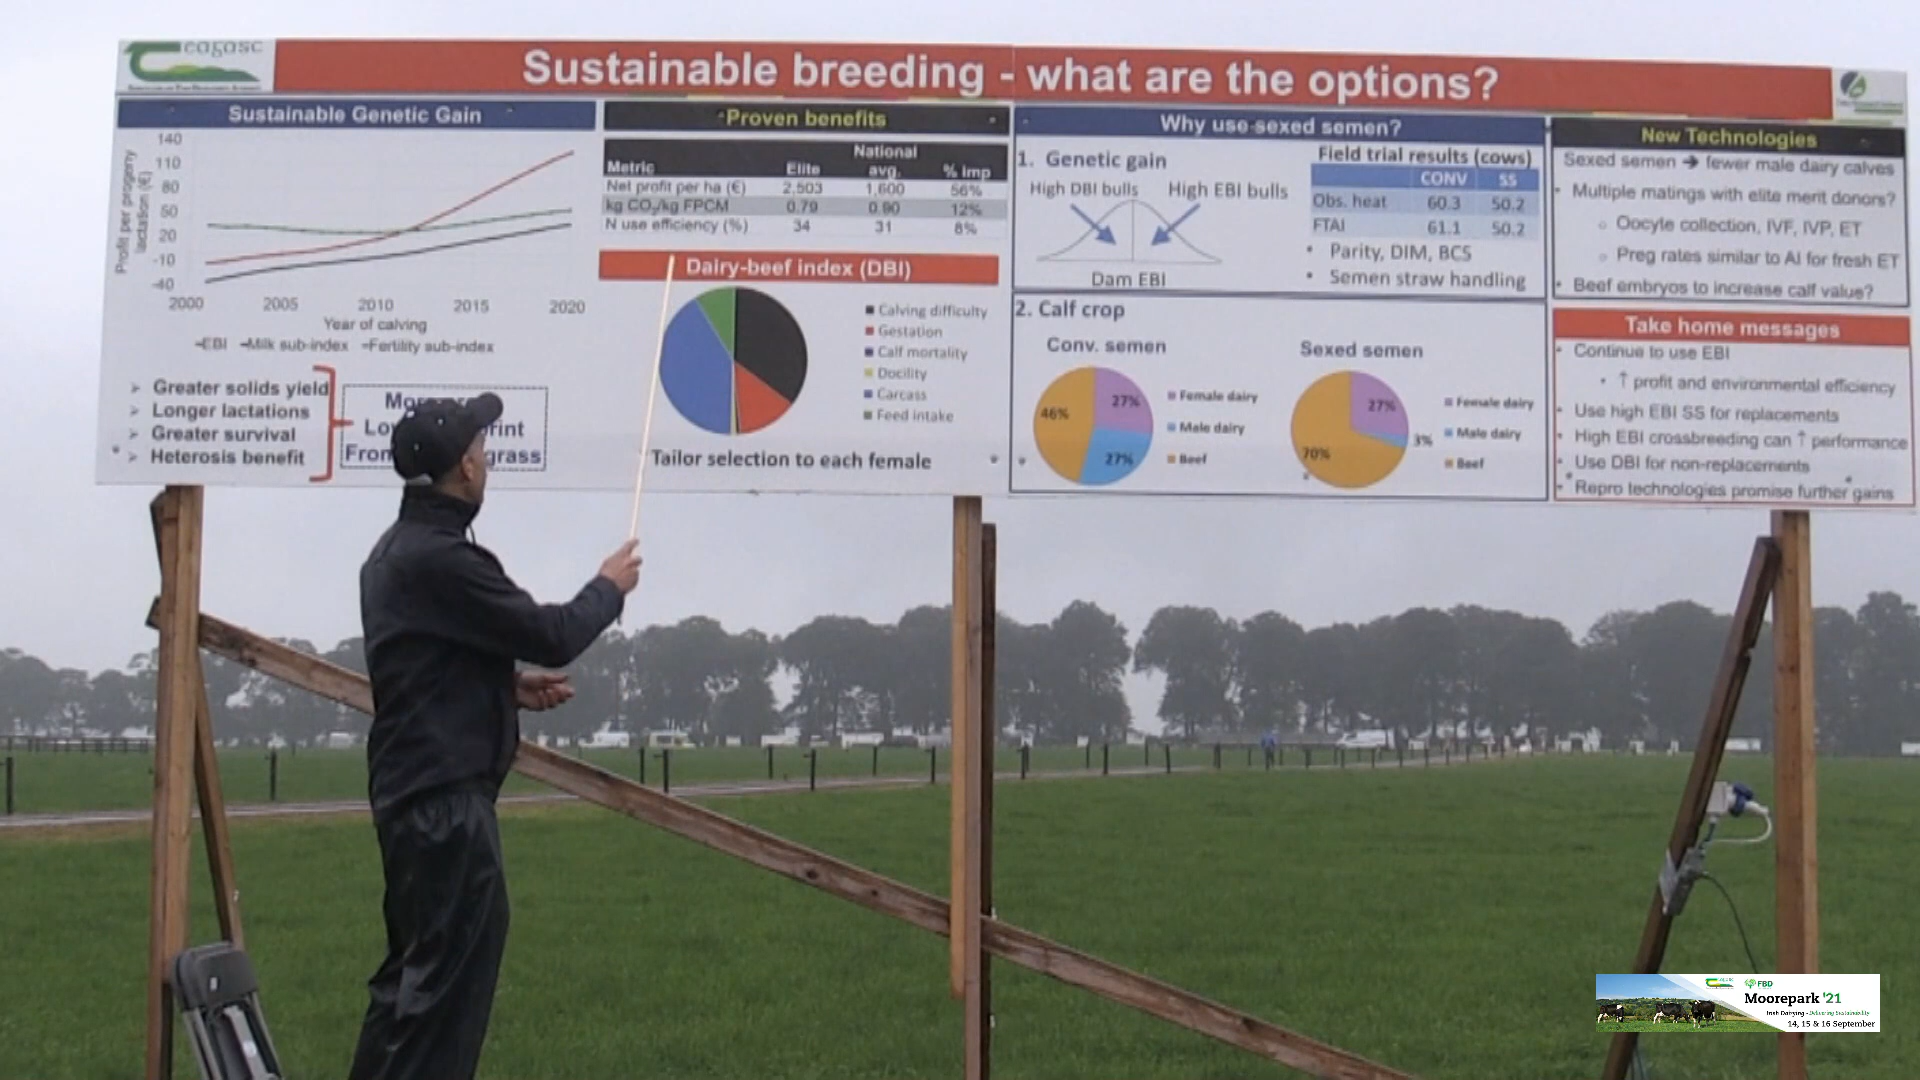 eagasc
Sustainable breeding - what are the options?
Sustainable Genetic Gain
Profit per progeny
lactation (€)
140
110
80
50
20
-10
-40
2000 2005 2010 2015 2020
Year of calving
EBI Milk sub-index Fertility sub-index
Greater solids yield
Longer lactations
Greater survival
Heterosis benefit
Proven benefits
Metric Elite National avg. % imp
Net profit per ha (€) 2,503 1,600 56%
kg CO2/kg FPCM 0.79 0.90 12%
N use efficiency (%) 34 31 8%
Dairy-beef index (DBI)
Calving difficulty
Gestation
Calf mortality
Docility
Carcass
Feed intake
Tailor selection to each female
Why use sexed semen?
1. Genetic gain
High DBI bulls High EBI bulls
Dam EBI
Field trial results (cows)
CONV SS
Obs. heat 60.3 50.2
FTAI 61.1 50.2
• Parity, DIM, BCS
• Semen straw handling
2. Calf crop
Conv. semen
46%
27%
27%
Female dairy
Male dairy
Beef
Sexed semen
27%
3%
70%
Female dairy
Male dairy
Beef
New Technologies
Sexed semen → fewer male dairy calves
• Multiple matings with elite merit donors?
○ Oocyte collection, IVF, IVP, ET
○ Preg rates similar to AI for fresh ET
• Beef embryos to increase calf value?
Take home messages
• Continue to use EBI
• ↑ profit and environmental efficiency
• Use high EBI SS for replacements
• High EBI crossbreeding can ↑ performance
• Use DBI for non-replacements
• Repro technologies promise further gains
FBD
Moorepark '21
Irish Dairying - Delivering Sustainability
14, 15 & 16 September